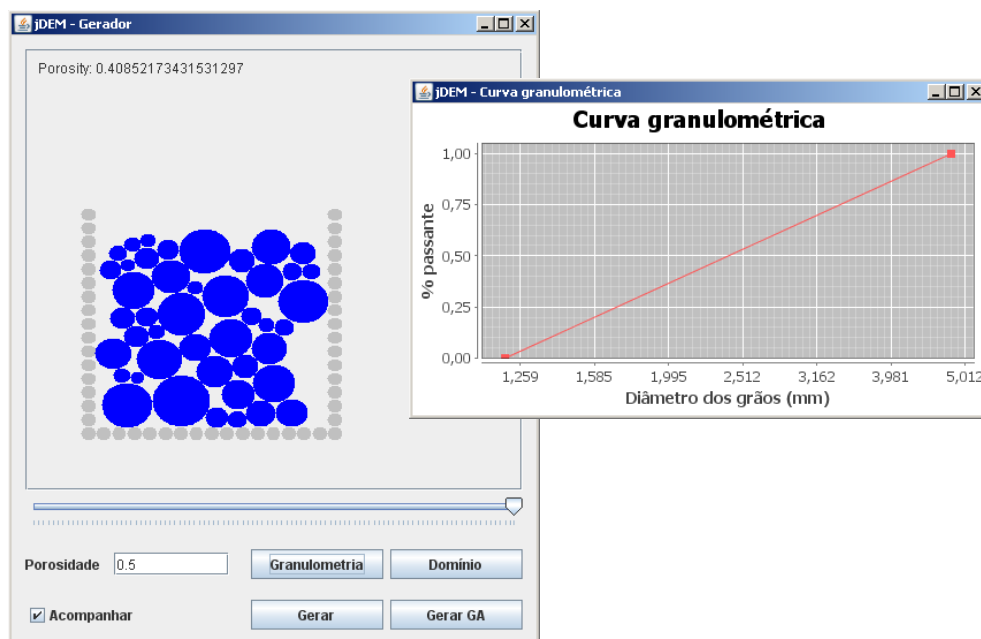 jDEM - Gerador
Porosity: 0.40852173431531297
jDEM - Curva granulométrica
Curva granulométrica
% passante
1,00
0,75
0,50
0,25
0,00
1,259 1,585 1,995 2,512 3,162 3,981 5,012
Diâmetro dos grãos (mm)
Porosidade 0.5 Granulometria Domínio
Acompanhar Gerar Gerar GA